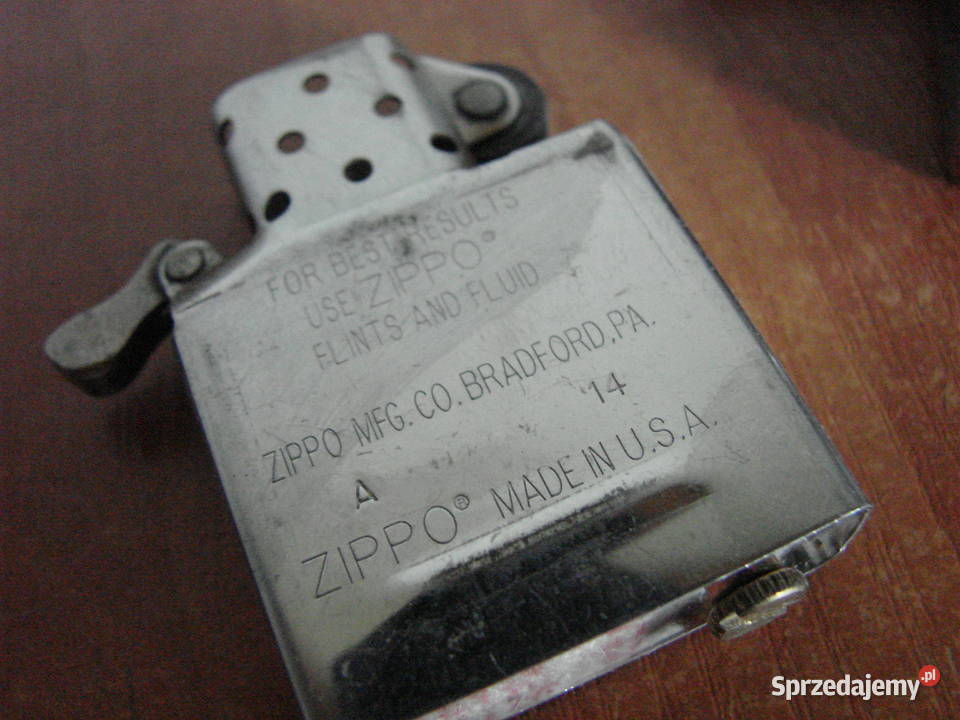 FOR BEST RESULTS
USE ZIPPO®
FLINTS AND FLUID
ZIPPO MFG. CO. BRADFORD, PA.
A '14
ZIPPO® MADE IN U.S.A.
Sprzedajemy.pl